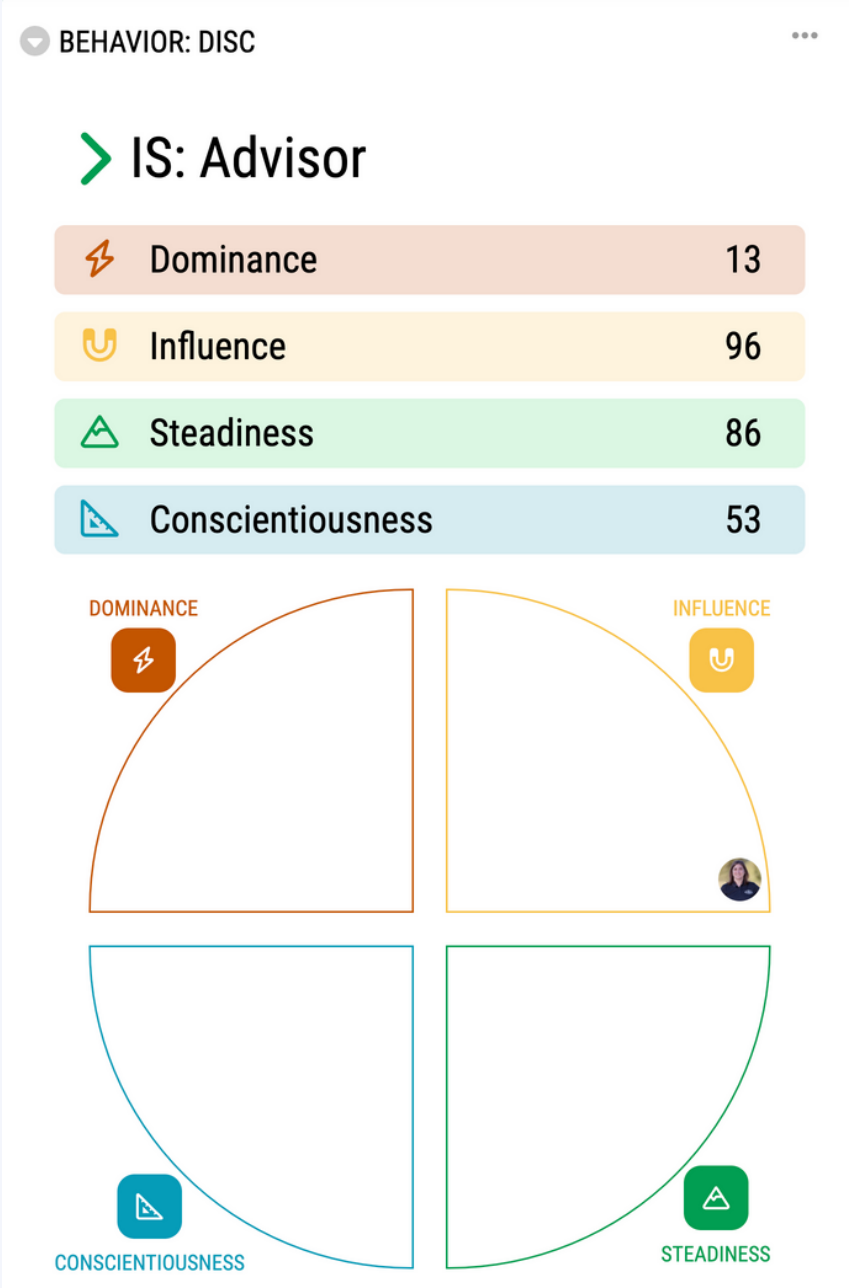 BEHAVIOR: DISC
IS: Advisor
Dominance 13
Influence 96
Steadiness 86
Conscientiousness 53
DOMINANCE
INFLUENCE
CONSCIENTIOUSNESS
STEADINESS